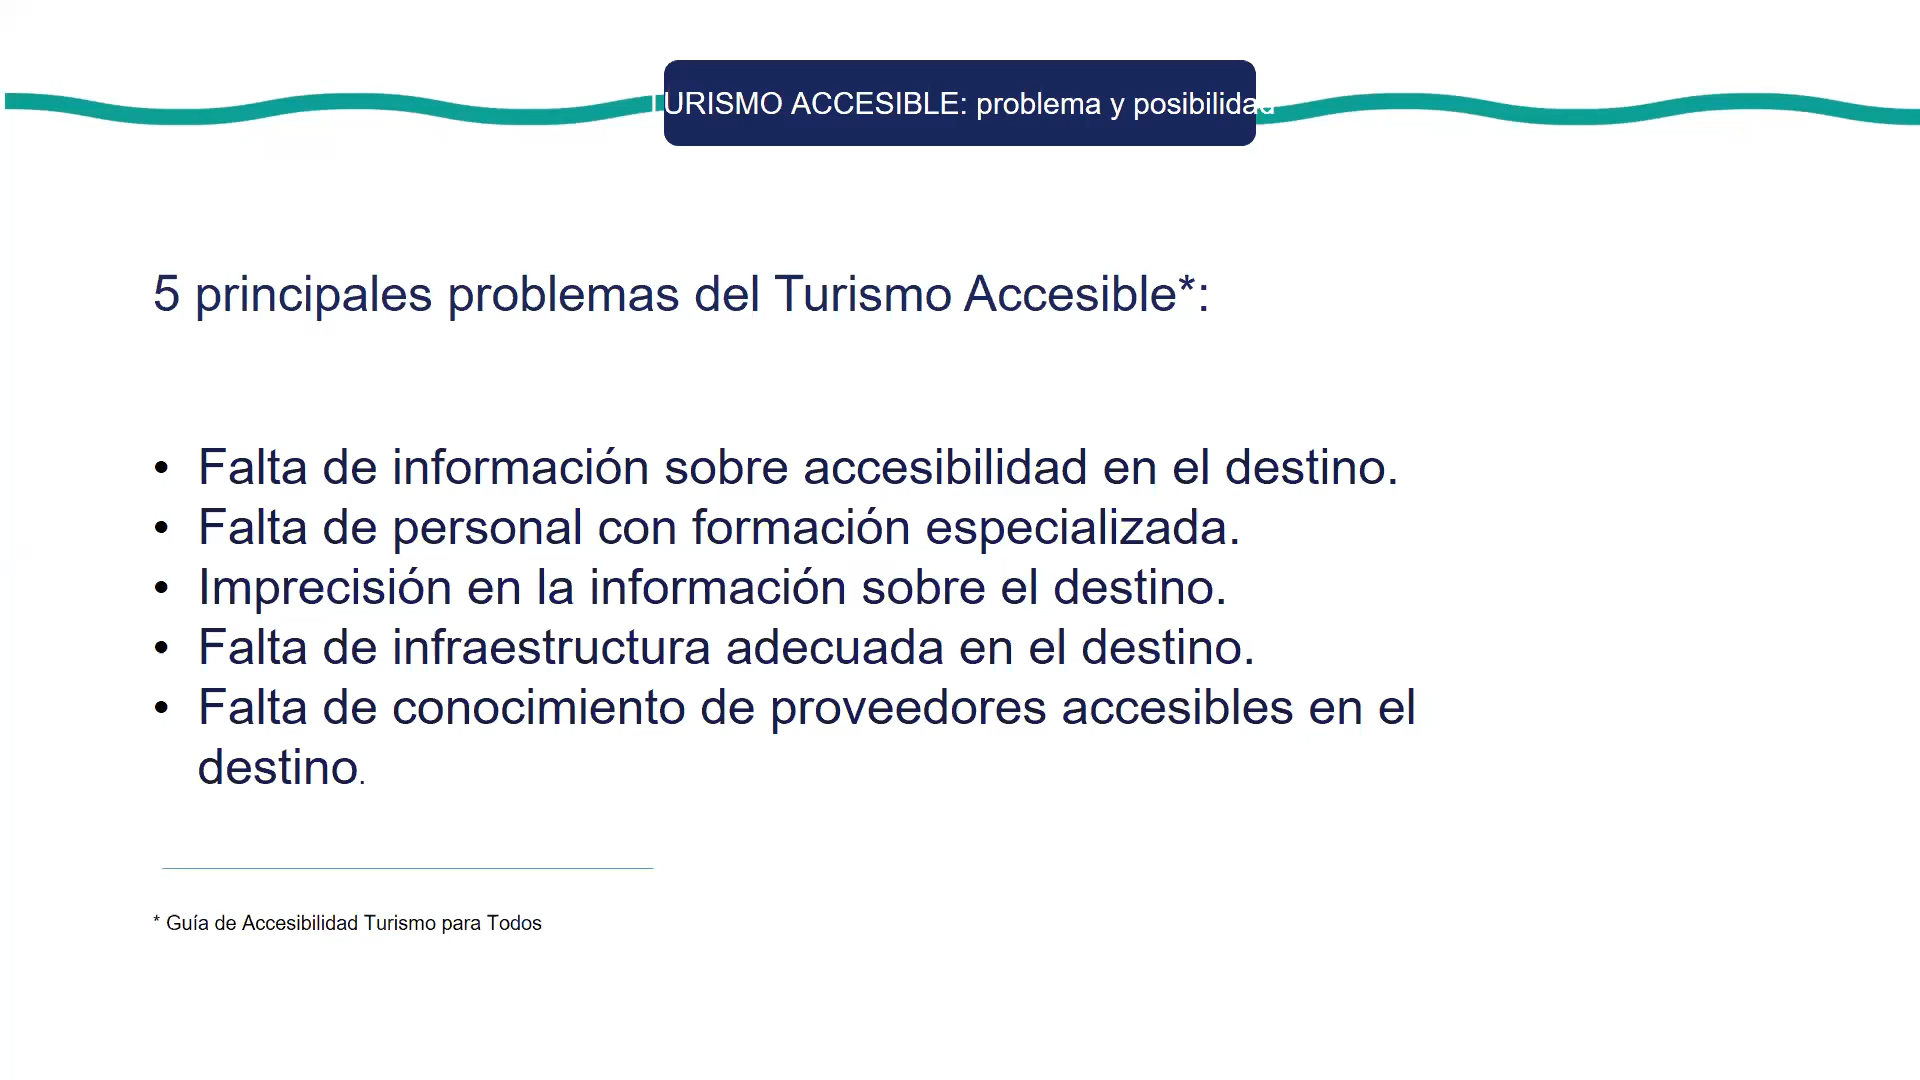 TURISMO ACCESIBLE: problema y posibilidad
5 principales problemas del Turismo Accesible*:
• Falta de información sobre accesibilidad en el destino.
• Falta de personal con formación especializada.
• Imprecisión en la información sobre el destino.
• Falta de infraestructura adecuada en el destino.
• Falta de conocimiento de proveedores accesibles en el
destino.
* Guía de Accesibilidad Turismo para Todos